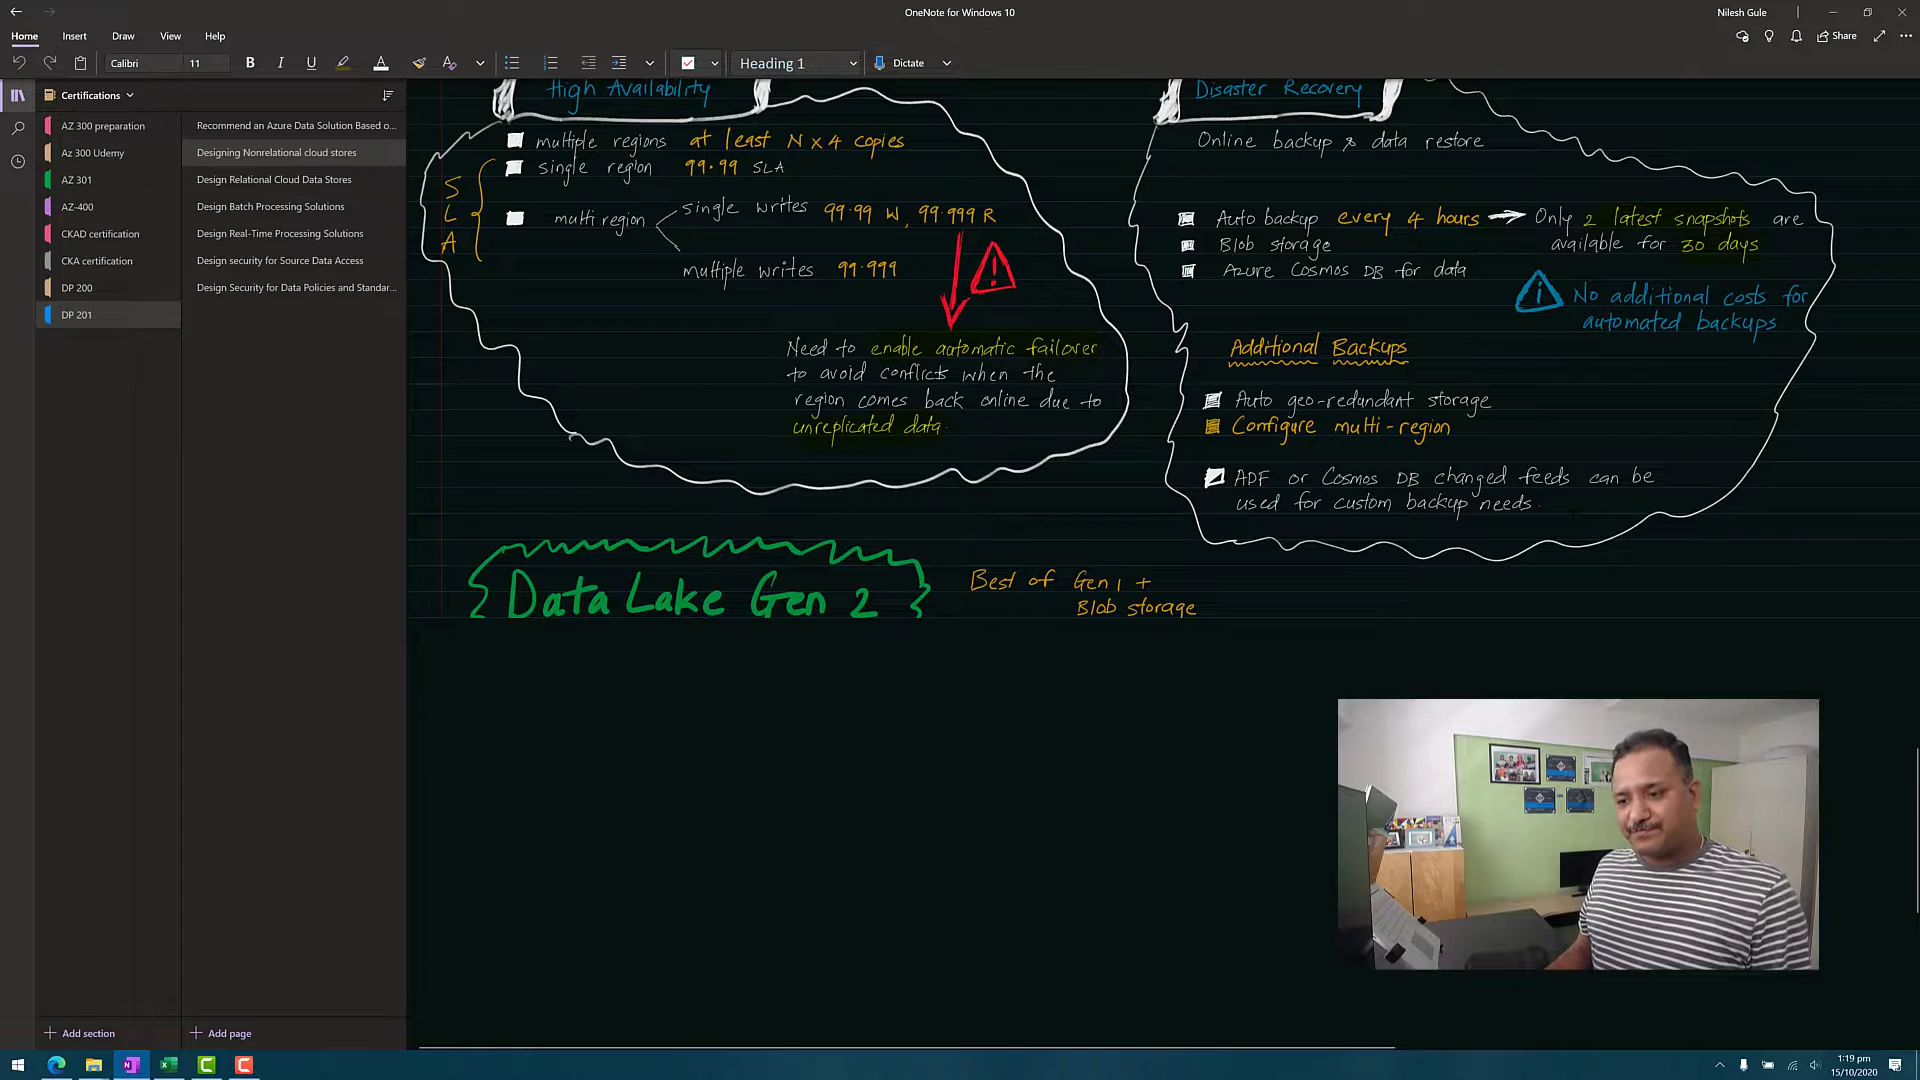 OneNote for Windows 10
Nilesh Gule
Home
Insert
Draw
View
Help
Share
Calibri
11
B
I
U
A
Heading 1
Dictate
Certifications
AZ 300 preparation
Az 300 Udemy
AZ 301
AZ-400
CKAD certification
CKA certification
DP 200
DP 201
Recommend an Azure Data Solution Based o...
Designing Nonrelational cloud stores
Design Relational Cloud Data Stores
Design Batch Processing Solutions
Design Real-Time Processing Solutions
Design security for Source Data Access
Design Security for Data Policies and Standar...
High Availability
multiple regions at least N x 4 copies
single region 99.99 SLA
SLA
multi region
single writes 99.99 W, 99.999 R
multiple writes 99.999
Need to enable automatic failover
to avoid conflicts when the
region comes back online due to
unreplicated data.
Disaster Recovery
Online backup & data restore
Auto backup every 4 hours
Only 2 latest snapshots are
available for 30 days
Blob storage
Azure Cosmos DB for data
No additional costs for
automated backups
Additional Backups
Auto geo-redundant storage
Configure multi-region
ADF or Cosmos DB changed feeds can be
used for custom backup needs.
Data Lake Gen 2
Best of Gen 1 +
Blob storage
Add section
Add page
1:19 pm
15/10/2020